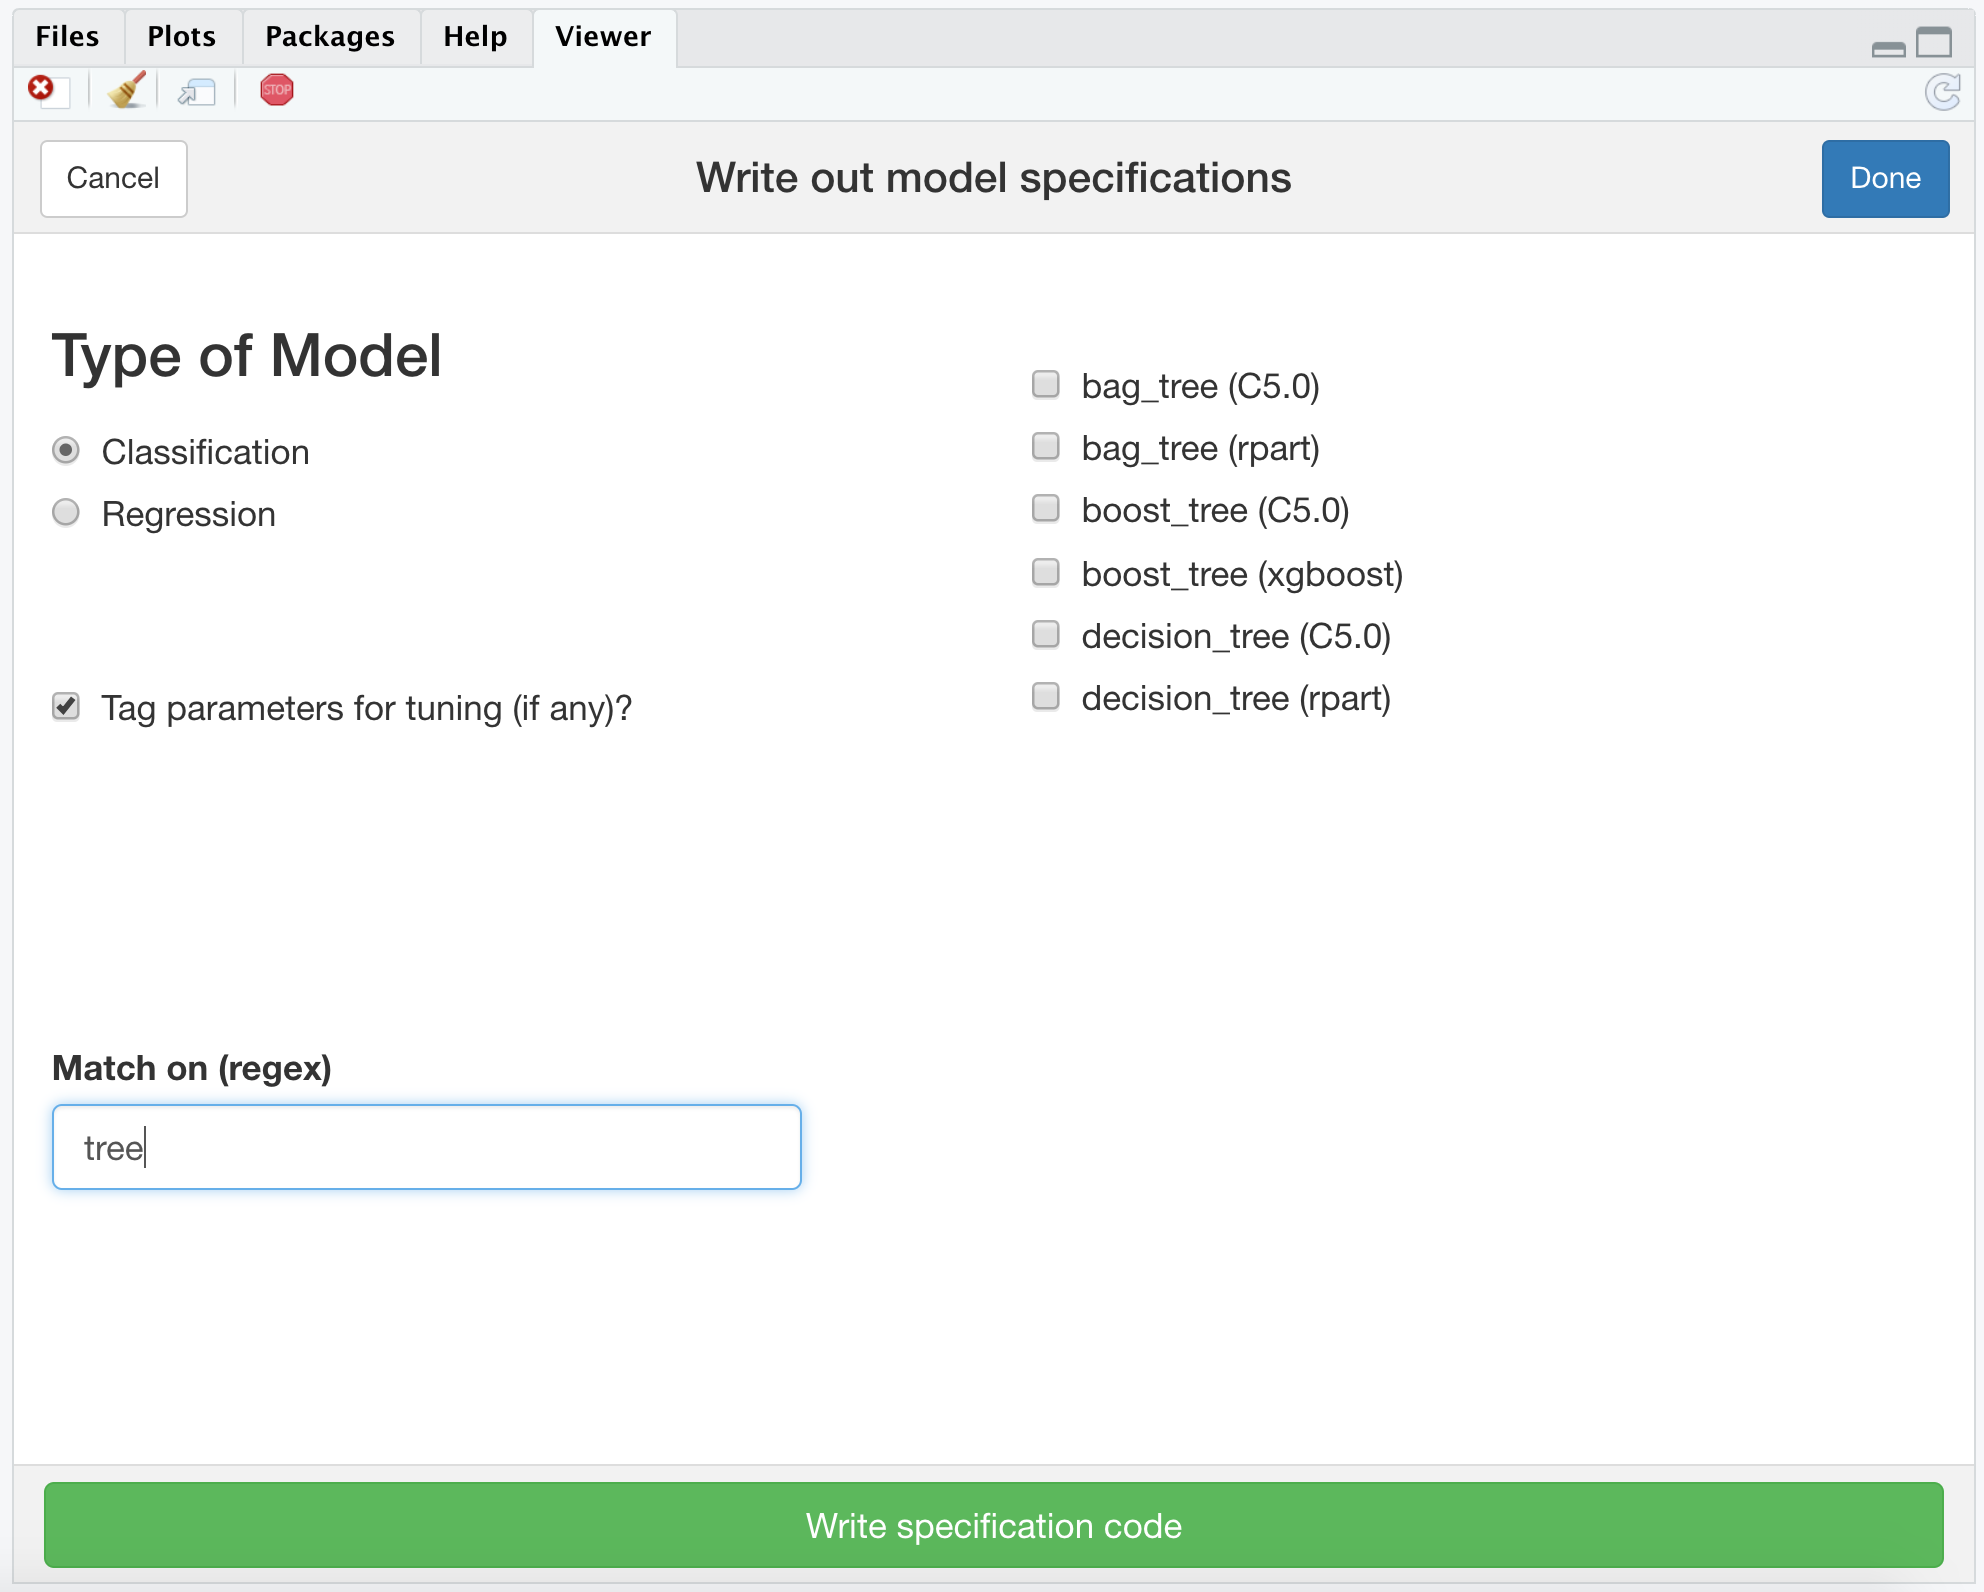 Files Plots Packages Help Viewer
STOP
Cancel Write out model specifications Done
Type of Model
Classification
Regression
Tag parameters for tuning (if any)?
bag_tree (C5.0)
bag_tree (rpart)
boost_tree (C5.0)
boost_tree (xgboost)
decision_tree (C5.0)
decision_tree (rpart)
Match on (regex)
tree
Write specification code